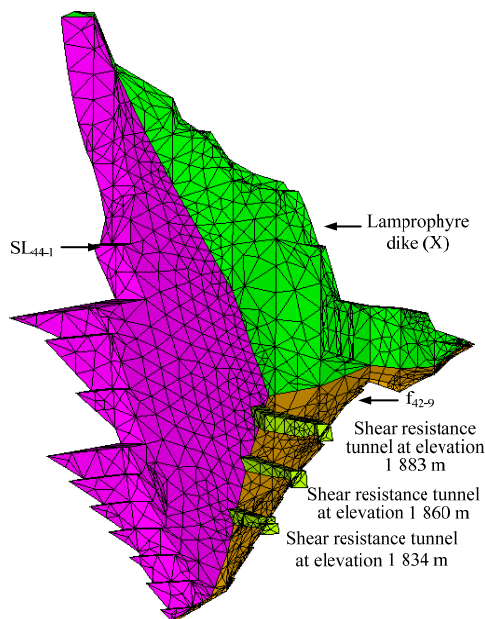 Lamprophyre
dike (X)
SL44-1
f42-9
Shear resistance
tunnel at elevation
1 883 m
Shear resistance tunnel
at elevation 1 860 m
Shear resistance tunnel
at elevation 1 834 m